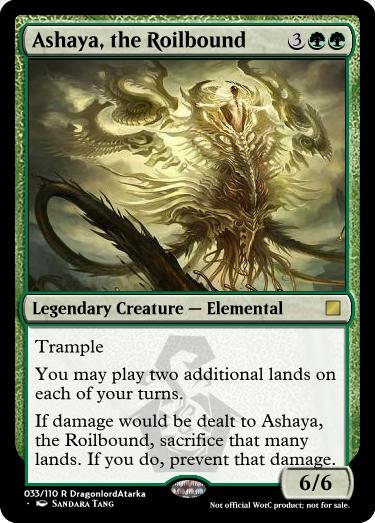 Ashaya, the Roilbound 3
Legendary Creature — Elemental
Trample
You may play two additional lands on
each of your turns.
If damage would be dealt to Ashaya,
the Roilbound, sacrifice that many
lands. If you do, prevent that damage.
6/6
033/110 R DragonlordAtarka
· Sandara Tang
Not official WotC product; not for sale.